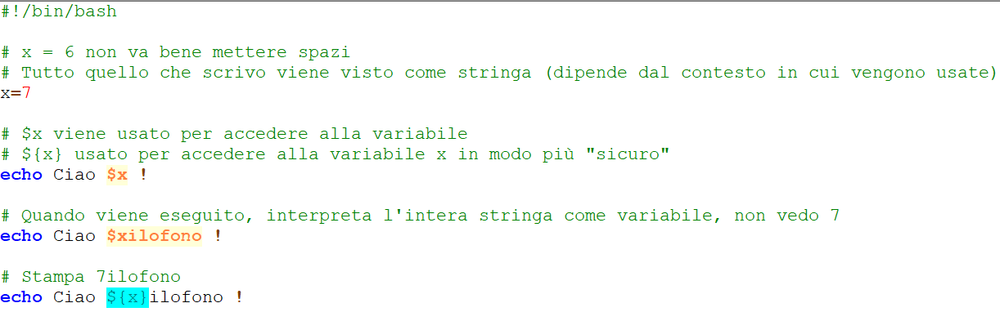 #!/bin/bash
# x = 6 non va bene mettere spazi
# Tutto quello che scrivo viene visto come stringa (dipende dal contesto in cui vengono usate)
x=7
# $x viene usato per accedere alla variabile
# ${x} usato per accedere alla variabile x in modo più "sicuro"
echo Ciao $x !
# Quando viene eseguito, interpreta l'intera stringa come variabile, non vedo 7
echo Ciao $xilofono !
# Stampa 7ilofono
echo Ciao ${x}ilofono !